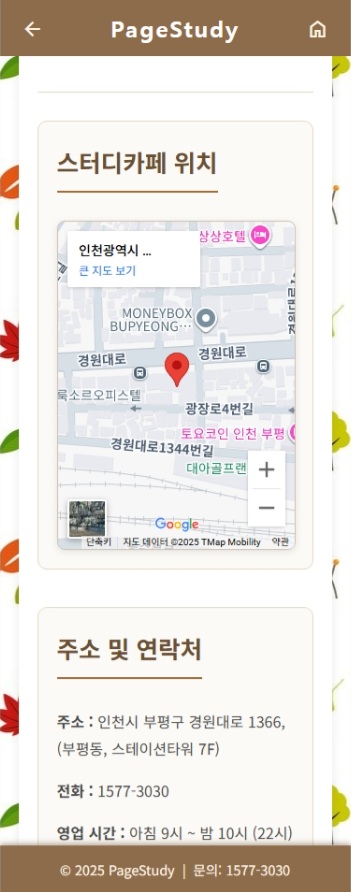 PageStudy
스터디카페 위치
인천광역시 ...
큰 지도 보기
상상호텔
MONEYBOX
BUPYEONG…
경원대로
경원대로
룩소르오피스텔
광장로4번길
토요코인 인천 부평
경원대로1344번길
대아골프랜
Google
단축키
지도 데이터 ©2025 TMap Mobility
약관
주소 및 연락처
주소 : 인천시 부평구 경원대로 1366,
(부평동, 스테이션타워 7F)
전화 : 1577-3030
영업 시간 : 아침 9시 ~ 밤 10시 (22시)
© 2025 PageStudy | 문의: 1577-3030